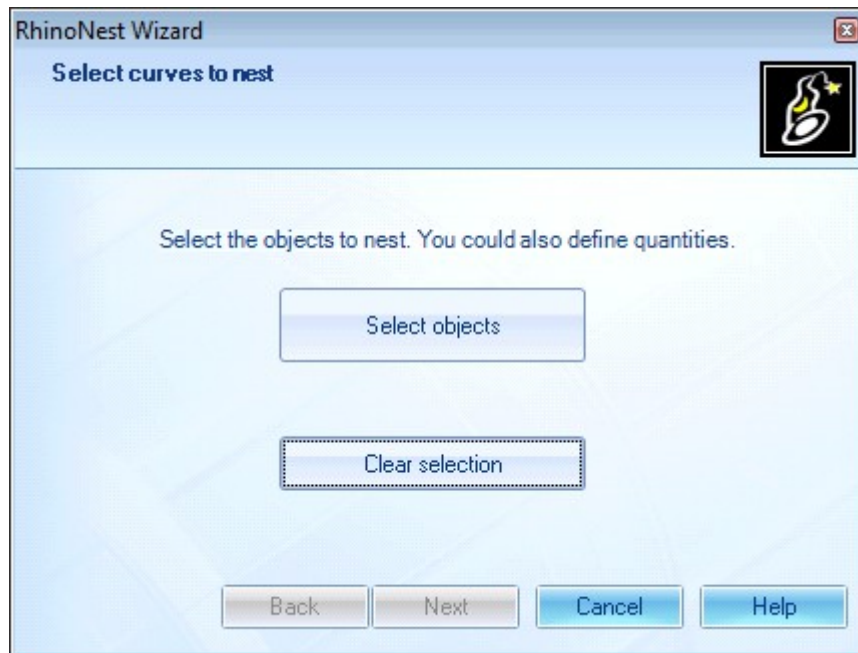 RhinoNest Wizard
Select curves to nest
Select the objects to nest. You could also define quantities.
Select objects
Clear selection
Back Next Cancel Help